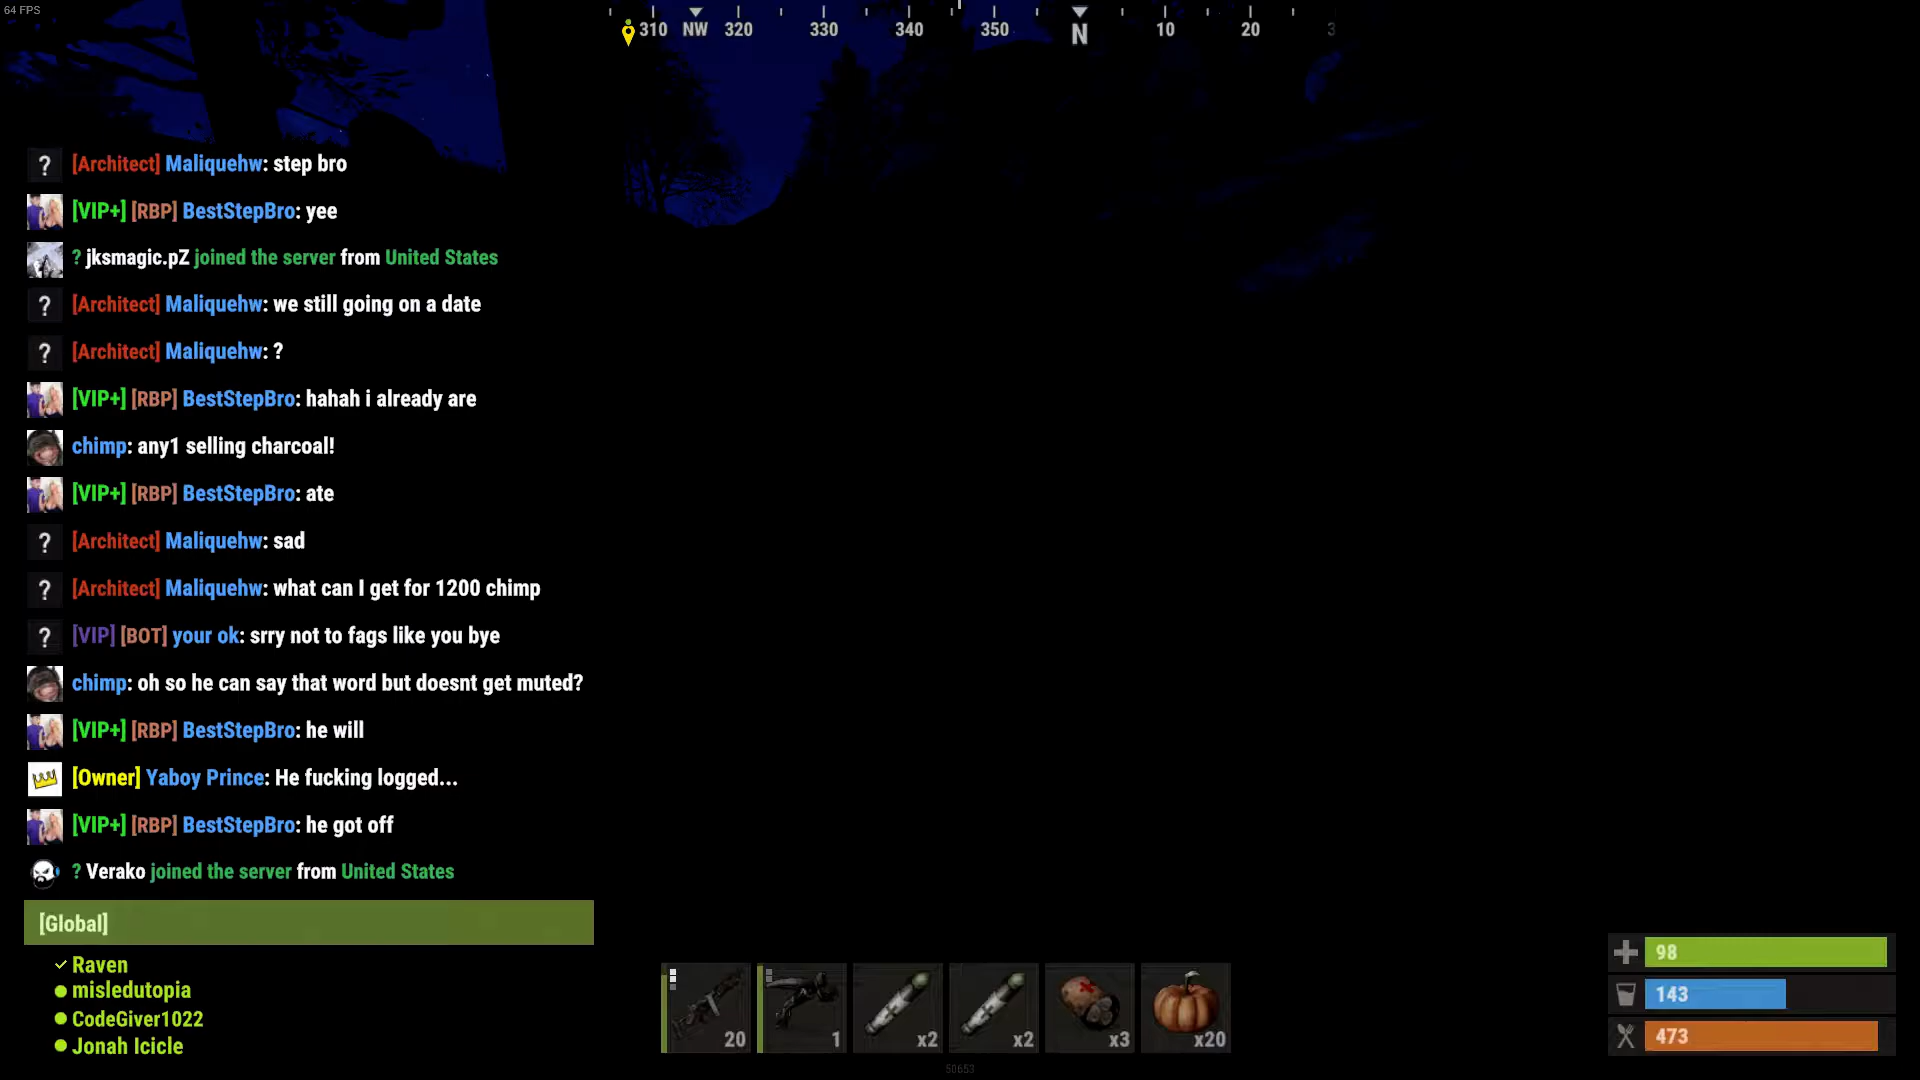 64 FPS
310 NW 320 330 340 350 N 10 20 3
? [Architect] Maliquehw: step bro
[VIP+] [RBP] BestStepBro: yee
? jksmagic.pZ joined the server from United States
? [Architect] Maliquehw: we still going on a date
? [Architect] Maliquehw: ?
[VIP+] [RBP] BestStepBro: hahah i already are
chimp: any1 selling charcoal!
[VIP+] [RBP] BestStepBro: ate
? [Architect] Maliquehw: sad
? [Architect] Maliquehw: what can I get for 1200 chimp
? [VIP] [BOT] your ok: srry not to fags like you bye
chimp: oh so he can say that word but doesnt get muted?
[VIP+] [RBP] BestStepBro: he will
[Owner] Yaboy Prince: He fucking logged...
[VIP+] [RBP] BestStepBro: he got off
? Verako joined the server from United States
[Global]
Raven
misledutopia
CodeGiver1022
Jonah Icicle
20
1
x2
x2
x3
x20
50653
98
143
473